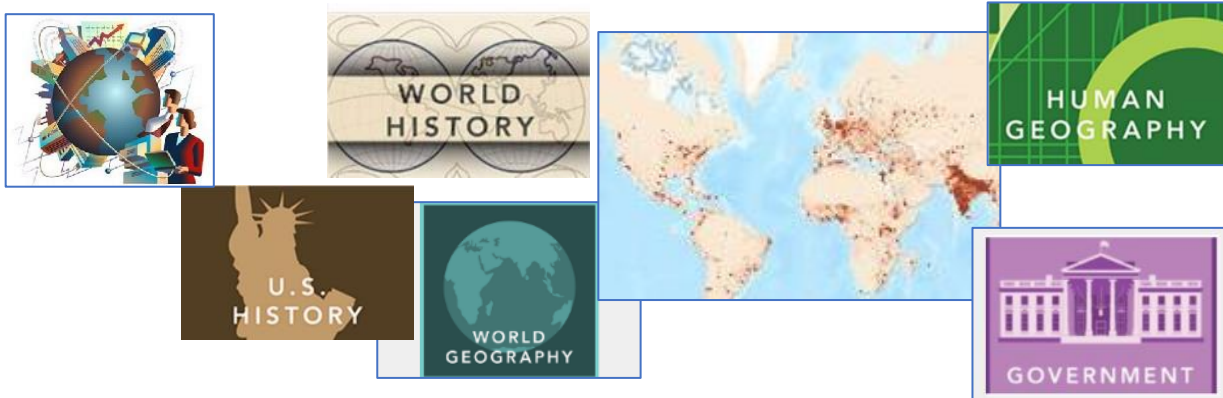 WORLD
HISTORY
HUMAN
GEOGRAPHY
U.S.
HISTORY
WORLD
GEOGRAPHY
GOVERNMENT